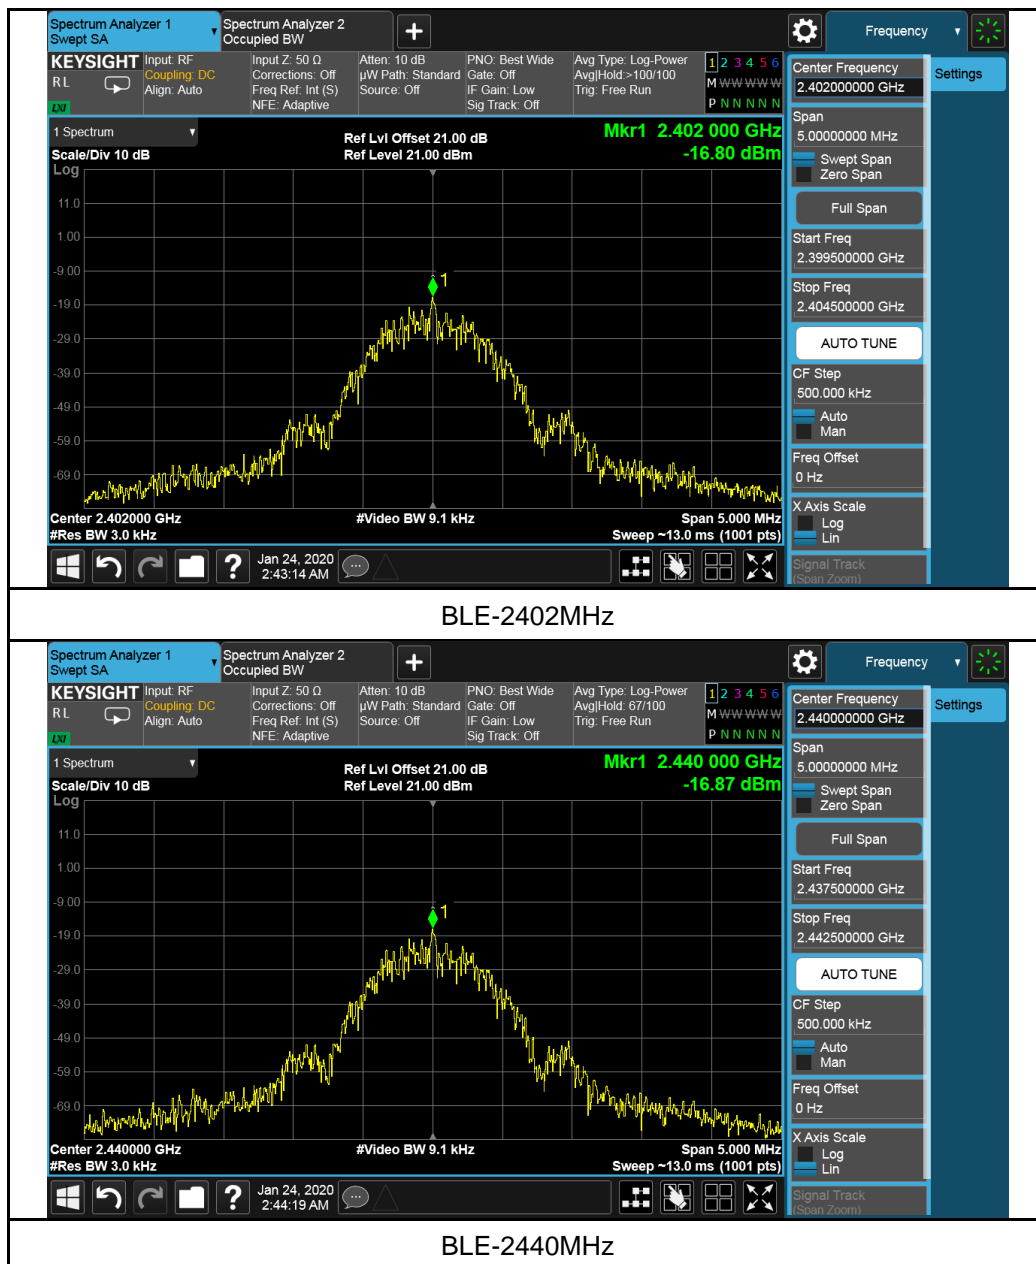 Spectrum Analyzer 1
Swept SA
Spectrum Analyzer 2
Occupied BW
Frequency
KEYSIGHT
RL
LXI
Input: RF
Coupling: DC
Align: Auto
Input Z: 50 Ω
Corrections: Off
Freq Ref: Int (S)
NFE: Adaptive
Atten: 10 dB
µW Path: Standard
Source: Off
PNO: Best Wide
Gate: Off
IF Gain: Low
Sig Track: Off
Avg Type: Log-Power
Avg|Hold:>100/100
Trig: Free Run
1 2 3 4 5 6
M W W W W W
P N N N N N
Center Frequency
2.402000000 GHz
Settings
Span
5.00000000 MHz
Swept Span
Zero Span
Full Span
Start Freq
2.399500000 GHz
Stop Freq
2.404500000 GHz
AUTO TUNE
CF Step
500.000 kHz
Auto
Man
Freq Offset
0 Hz
X Axis Scale
Log
Lin
Signal Track
(Span Zoom)
1 Spectrum
Scale/Div 10 dB
Log
Ref Lvl Offset 21.00 dB
Ref Level 21.00 dBm
Mkr1 2.402 000 GHz
-16.80 dBm
11.0
1.00
-9.00
-19.0
-29.0
-39.0
-49.0
-59.0
-69.0
1
Center 2.402000 GHz
#Res BW 3.0 kHz
#Video BW 9.1 kHz
Span 5.000 MHz
Sweep ~13.0 ms (1001 pts)
Jan 24, 2020
2:43:14 AM
BLE-2402MHz
Spectrum Analyzer 1
Swept SA
Spectrum Analyzer 2
Occupied BW
Frequency
KEYSIGHT
RL
LXI
Input: RF
Coupling: DC
Align: Auto
Input Z: 50 Ω
Corrections: Off
Freq Ref: Int (S)
NFE: Adaptive
Atten: 10 dB
µW Path: Standard
Source: Off
PNO: Best Wide
Gate: Off
IF Gain: Low
Sig Track: Off
Avg Type: Log-Power
Avg|Hold: 67/100
Trig: Free Run
1 2 3 4 5 6
M W W W W W
P N N N N N
Center Frequency
2.440000000 GHz
Settings
Span
5.00000000 MHz
Swept Span
Zero Span
Full Span
Start Freq
2.437500000 GHz
Stop Freq
2.442500000 GHz
AUTO TUNE
CF Step
500.000 kHz
Auto
Man
Freq Offset
0 Hz
X Axis Scale
Log
Lin
Signal Track
(Span Zoom)
1 Spectrum
Scale/Div 10 dB
Log
Ref Lvl Offset 21.00 dB
Ref Level 21.00 dBm
Mkr1 2.440 000 GHz
-16.87 dBm
11.0
1.00
-9.00
-19.0
-29.0
-39.0
-49.0
-59.0
-69.0
1
Center 2.440000 GHz
#Res BW 3.0 kHz
#Video BW 9.1 kHz
Span 5.000 MHz
Sweep ~13.0 ms (1001 pts)
Jan 24, 2020
2:44:19 AM
BLE-2440MHz